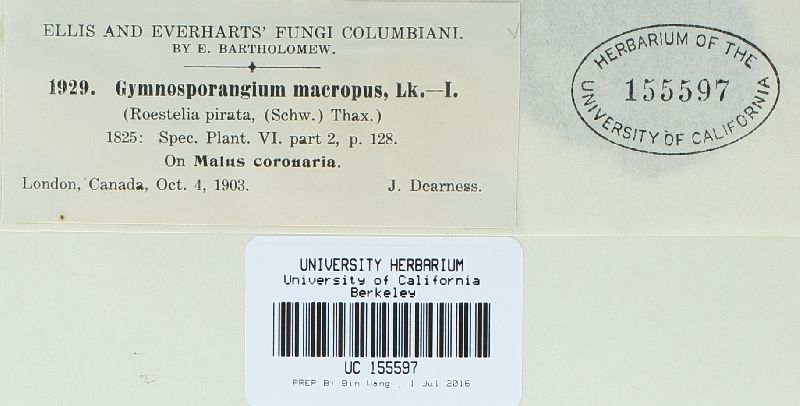 ELLIS AND EVERHARTS' FUNGI COLUMBIANI.
BY E. BARTHOLOMEW.
1929. Gymnosporangium macropus, Lk.—I.
(Roestelia pirata, (Schw.) Thax.)
1825: Spec. Plant. VI. part 2, p. 128.
On Malus coronaria.
London, Canada, Oct. 4, 1903. J. Dearness.
HERBARIUM OF THE
155597
UNIVERSITY OF CALIFORNIA
UNIVERSITY HERBARIUM
University of California
Berkeley
UC 155597
PREP BY Bin Wang , 1 Jul 2016